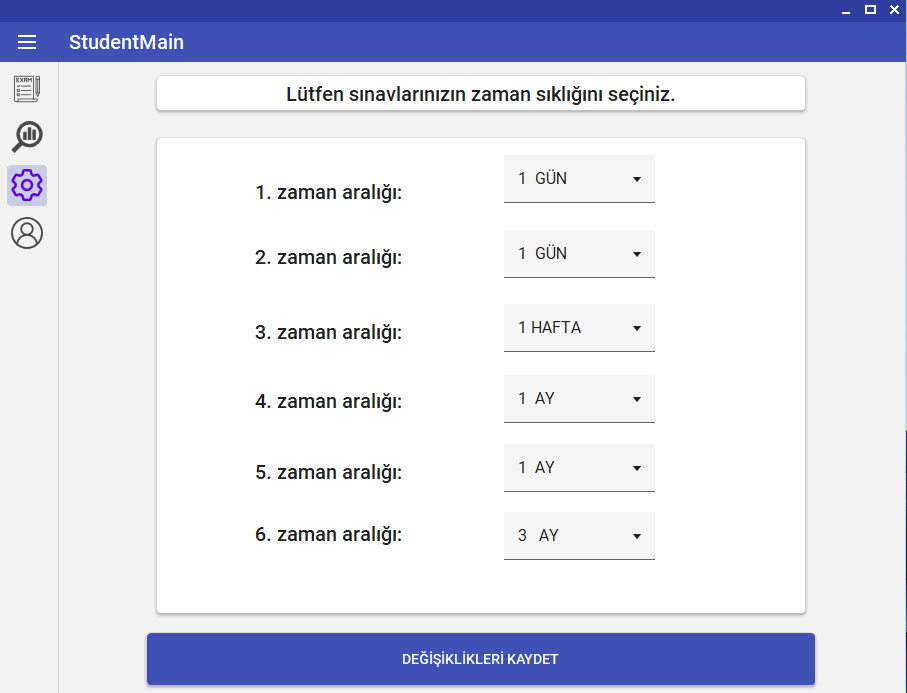 StudentMain
EXAM
Lütfen sınavlarınızın zaman sıklığını seçiniz.
1. zaman aralığı: 1 GÜN
2. zaman aralığı: 1 GÜN
3. zaman aralığı: 1 HAFTA
4. zaman aralığı: 1 AY
5. zaman aralığı: 1 AY
6. zaman aralığı: 3 AY
DEĞİŞİKLİKLERİ KAYDET